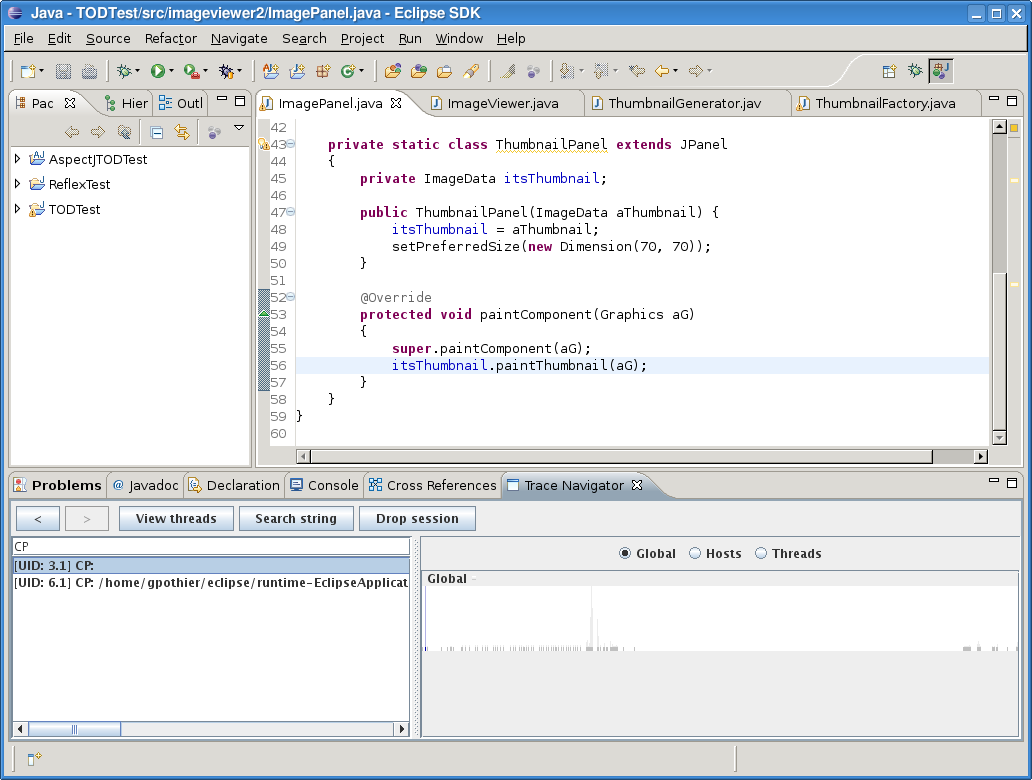 Java - TODTest/src/imageviewer2/ImagePanel.java - Eclipse SDK
File Edit Source Refactor Navigate Search Project Run Window Help
Pac Hier Outl
ImagePanel.java ImageViewer.java ThumbnailGenerator.jav ThumbnailFactory.java
AspectJTODTest
ReflexTest
TODTest
42
43 private static class ThumbnailPanel extends JPanel
44 {
45 private ImageData itsThumbnail;
46
47 public ThumbnailPanel(ImageData aThumbnail) {
48 itsThumbnail = aThumbnail;
49 setPreferredSize(new Dimension(70, 70));
50 }
51
52 @Override
53 protected void paintComponent(Graphics aG)
54 {
55 super.paintComponent(aG);
56 itsThumbnail.paintThumbnail(aG);
57 }
58 }
59 }
60
Problems @ Javadoc Declaration Console Cross References Trace Navigator
< > View threads Search string Drop session
CP
[UID: 3.1] CP:
[UID: 6.1] CP: /home/gpothier/eclipse/runtime-EclipseApplicat
Global Hosts Threads
Global